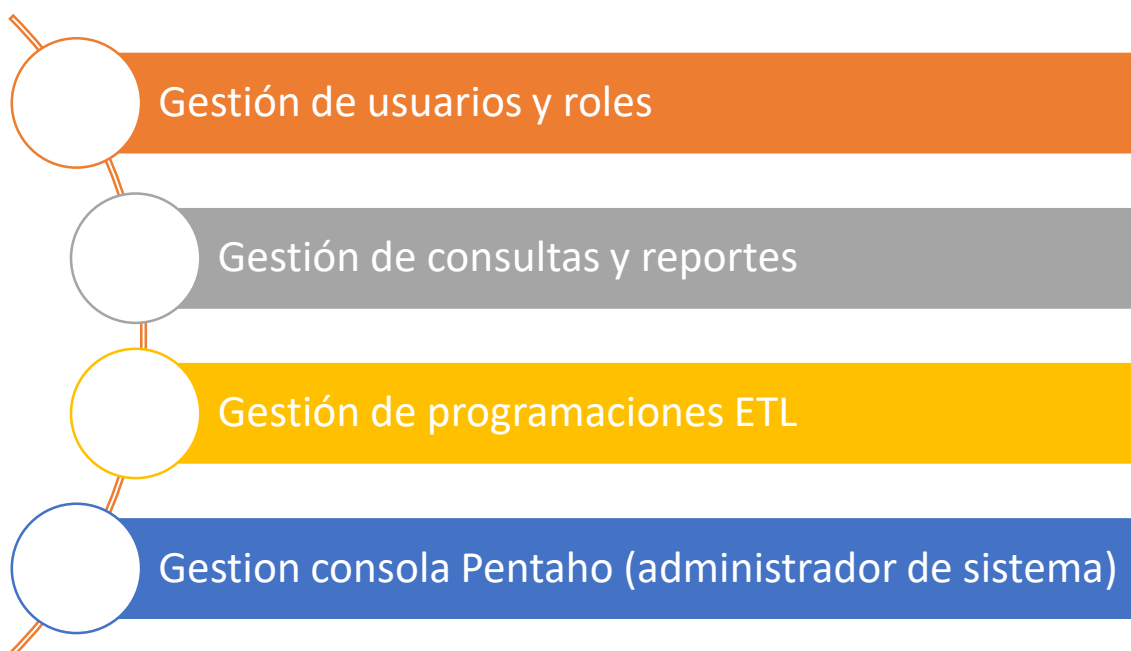 Gestión de usuarios y roles
Gestión de consultas y reportes
Gestión de programaciones ETL
Gestion consola Pentaho (administrador de sistema)